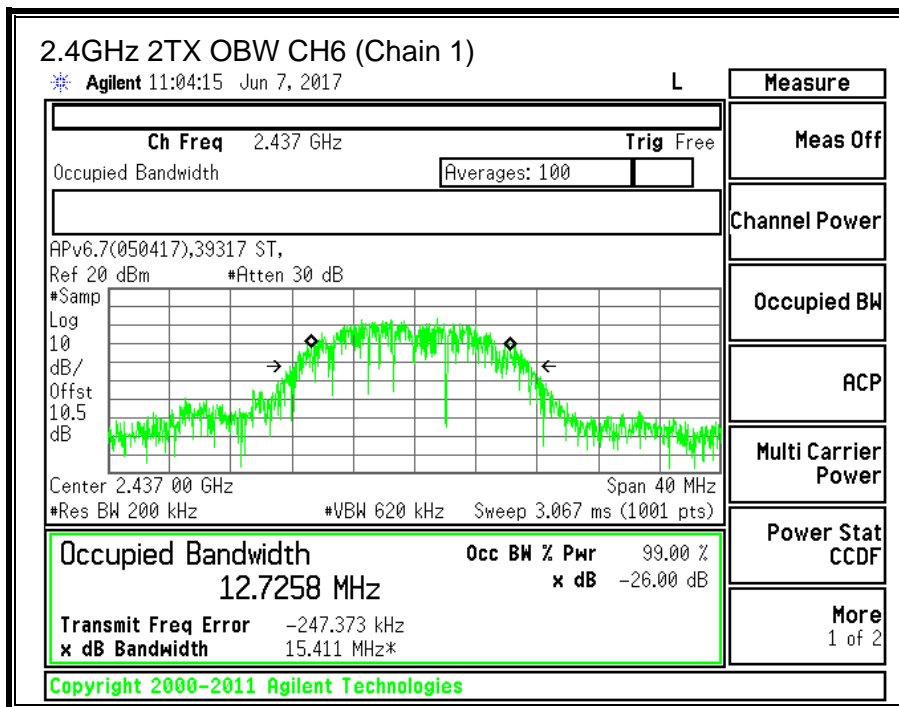 2.4GHz 2TX OBW CH6 (Chain 1)
Agilent 11:04:15 Jun 7, 2017 L
Measure
Ch Freq 2.437 GHz Trig Free
Meas Off
Occupied Bandwidth Averages: 100
Channel Power
APv6.7(050417),39317 ST,
Ref 20 dBm #Atten 30 dB
#Samp
Log
10
dB/
Offst
10.5
dB
Occupied BW
ACP
Center 2.437 00 GHz Span 40 MHz
#Res BW 200 kHz #VBW 620 kHz Sweep 3.067 ms (1001 pts)
Multi Carrier
Power
Occupied Bandwidth Occ BW % Pwr 99.00 %
12.7258 MHz x dB -26.00 dB
Transmit Freq Error -247.373 kHz
x dB Bandwidth 15.411 MHz*
Power Stat
CCDF
More
1 of 2
Copyright 2000-2011 Agilent Technologies